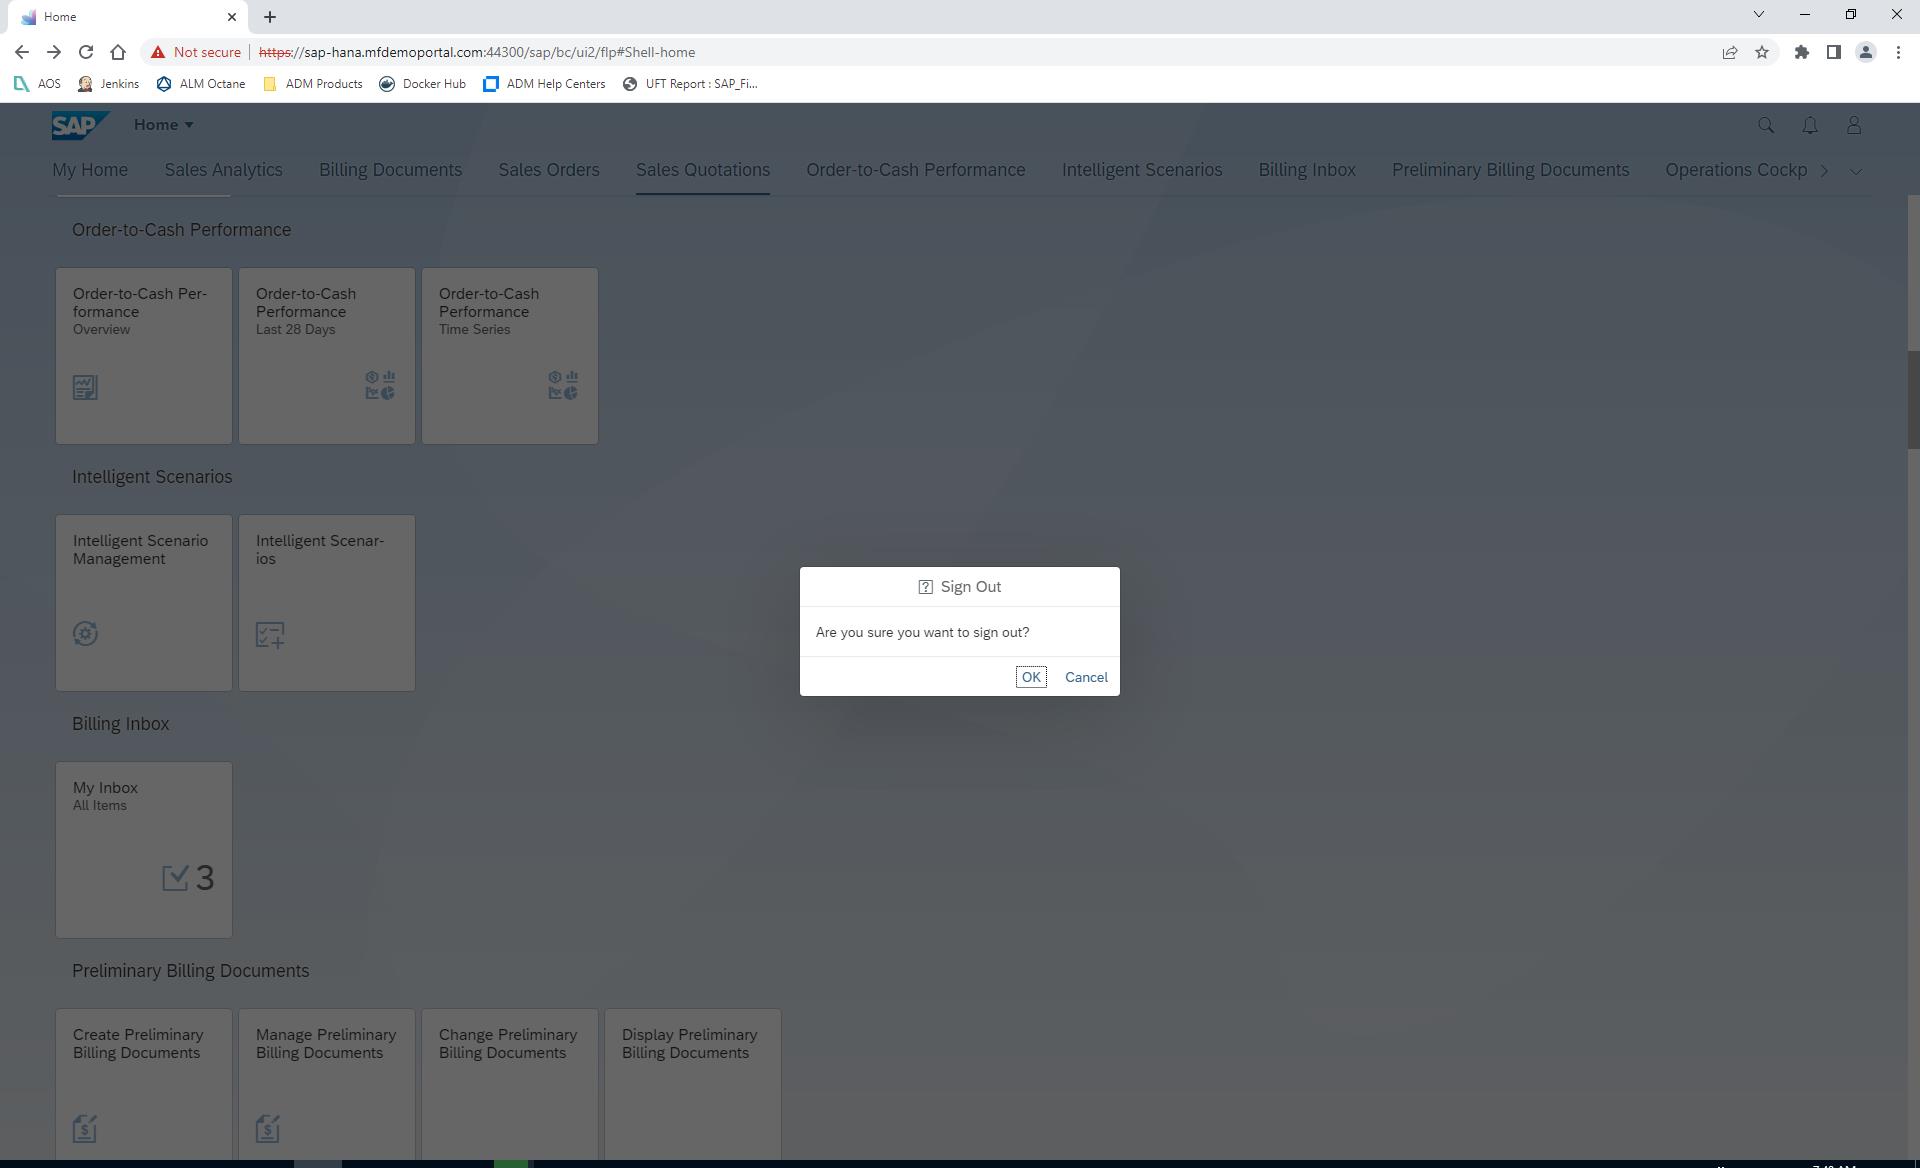 Home
Not secure
https://sap-hana.mfdemoportal.com:44300/sap/bc/ui2/flp#Shell-home
AOS
Jenkins
ALM Octane
ADM Products
Docker Hub
ADM Help Centers
UFT Report : SAP_Fi...
SAP
Home
My Home
Sales Analytics
Billing Documents
Sales Orders
Sales Quotations
Order-to-Cash Performance
Intelligent Scenarios
Billing Inbox
Preliminary Billing Documents
Operations Cockp
Order-to-Cash Performance
Order-to-Cash Per-
formance
Overview
Order-to-Cash
Performance
Last 28 Days
Order-to-Cash
Performance
Time Series
Intelligent Scenarios
Intelligent Scenario
Management
Intelligent Scenar-
ios
Sign Out
Are you sure you want to sign out?
OK
Cancel
Billing Inbox
My Inbox
All Items
3
Preliminary Billing Documents
Create Preliminary
Billing Documents
Manage Preliminary
Billing Documents
Change Preliminary
Billing Documents
Display Preliminary
Billing Documents